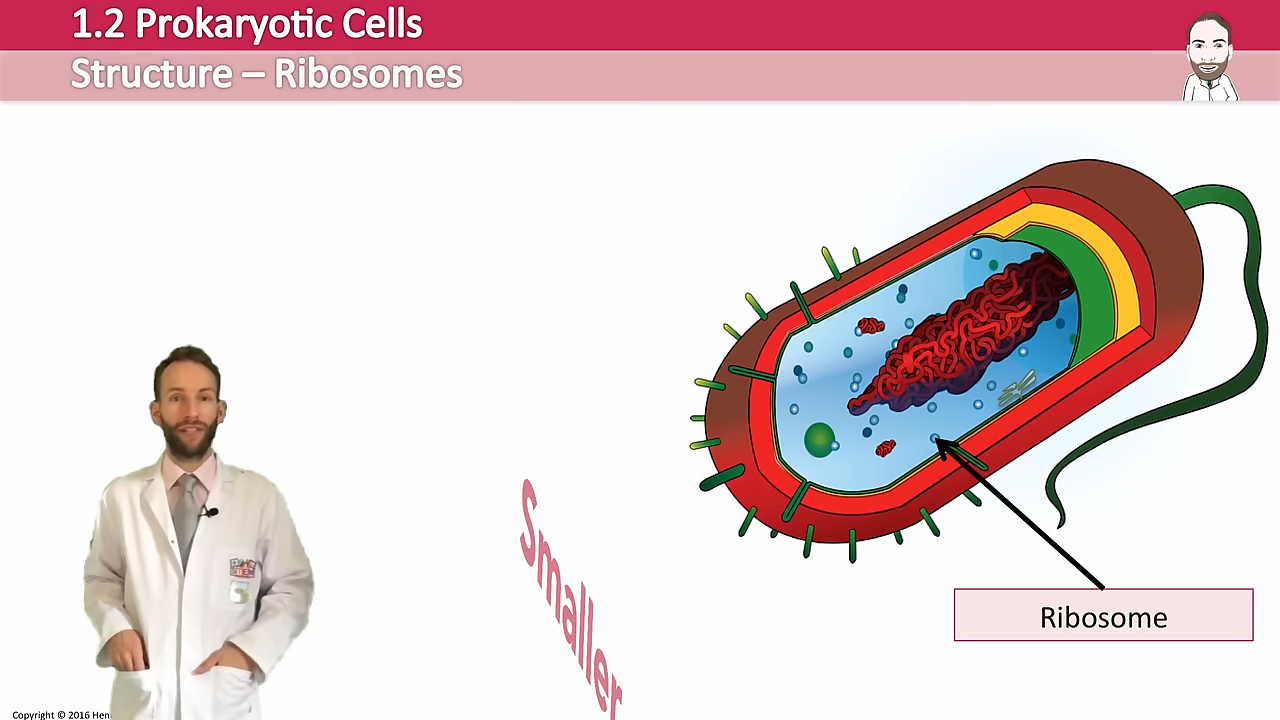 1.2 Prokaryotic Cells
Structure – Ribosomes
Smaller
Ribosome
Copyright © 2016 Hen